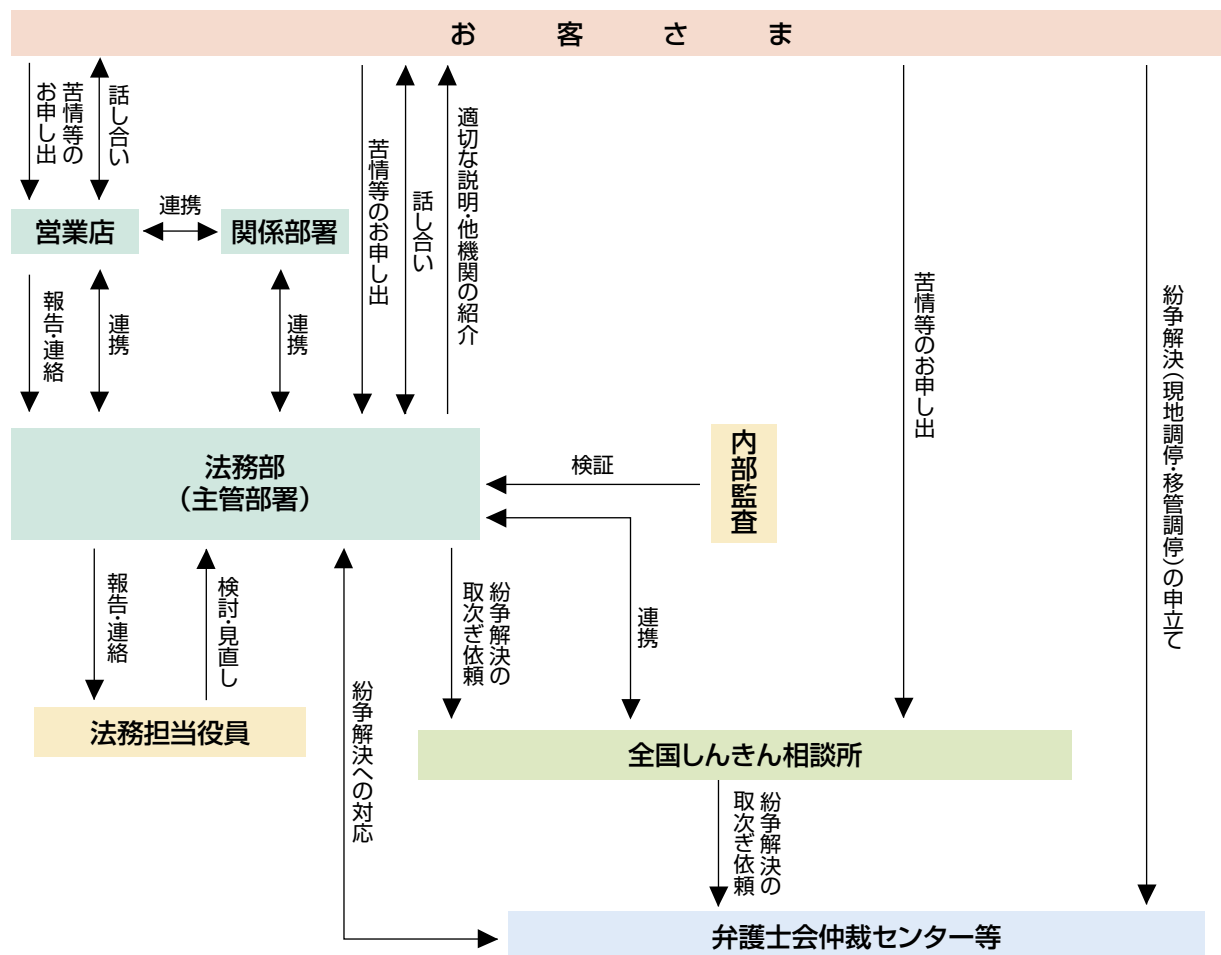 お客さま
苦情等の
お申し出
話し合い
苦情等のお申し出
話し合い
適切な説明・他機関の紹介
苦情等のお申し出
紛争解決(現地調停・移管調停)の申立て
営業店
連携
関係部署
報告・連絡
連携
連携
法務部
(主管部署)
検証
内部監査
報告・連絡
検討・見直し
紛争解決への対応
紛争解決の
取次ぎ依頼
連携
法務担当役員
全国しんきん相談所
紛争解決の
取次ぎ依頼
弁護士会仲裁センター等